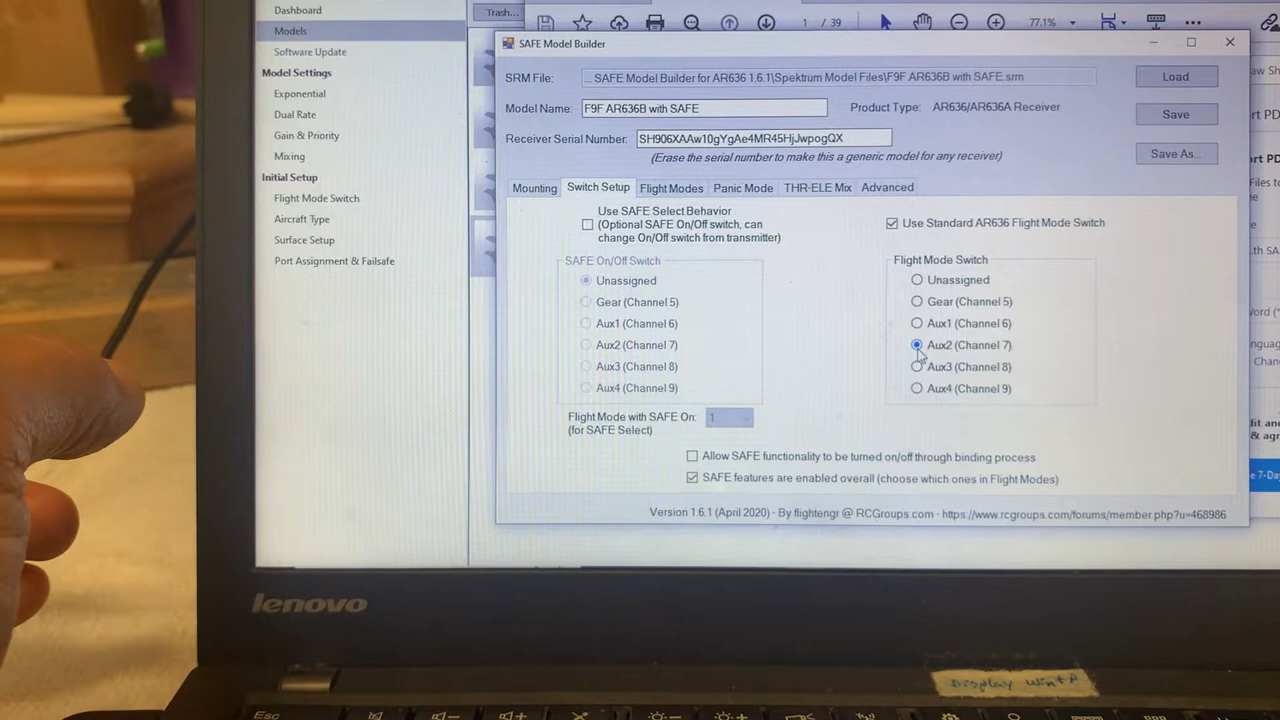 Dashboard
Models
Software Update
Model Settings
Exponential
Dual Rate
Gain & Priority
Mixing
Initial Setup
Flight Mode Switch
Aircraft Type
Surface Setup
Port Assignment & Failsafe
Trash...
1 / 39
77.1%
SAFE Model Builder
SRM File:
... SAFE Model Builder for AR636 1.6.1\Spektrum Model Files\F9F AR636B with SAFE.srm
Load
Model Name:
F9F AR636B with SAFE
Product Type: AR636/AR636A Receiver
Save
Receiver Serial Number:
SH906XAAw10gYgAe4MR45HjJwpogQX
(Erase the serial number to make this a generic model for any receiver)
Save As...
Mounting
Switch Setup
Flight Modes
Panic Mode
THR-ELE Mix
Advanced
Use SAFE Select Behavior
(Optional SAFE On/Off switch, can
change On/Off switch from transmitter)
Use Standard AR636 Flight Mode Switch
SAFE On/Off Switch
Unassigned
Gear (Channel 5)
Aux1 (Channel 6)
Aux2 (Channel 7)
Aux3 (Channel 8)
Aux4 (Channel 9)
Flight Mode Switch
Unassigned
Gear (Channel 5)
Aux1 (Channel 6)
Aux2 (Channel 7)
Aux3 (Channel 8)
Aux4 (Channel 9)
Flight Mode with SAFE On:
(for SAFE Select)
1
Allow SAFE functionality to be turned on/off through binding process
SAFE features are enabled overall (choose which ones in Flight Modes)
Version 1.6.1 (April 2020) - By flightengr @ RCGroups.com - https://www.rcgroups.com/forums/member.php?u=468986
lenovo
Esc